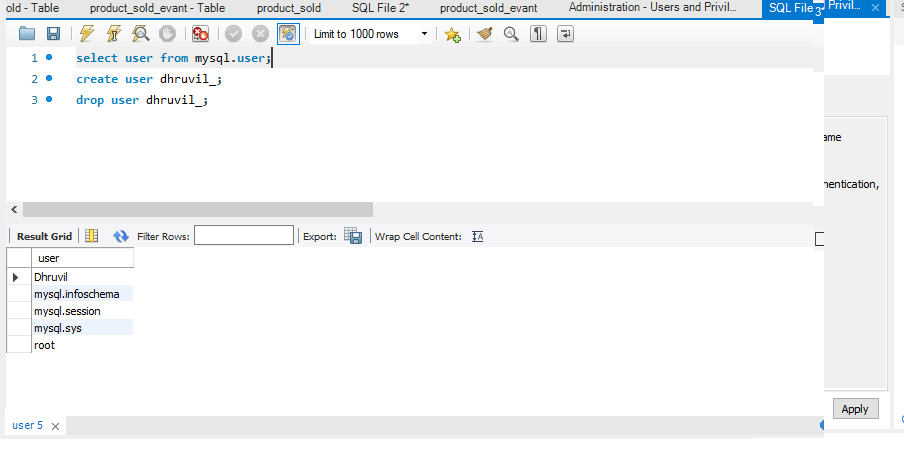 old - Table product_sold_evant - Table product_sold SQL File 2* product_sold_evant Administration - Users and Privil... SQL File 3 Privil... ×
Limit to 1000 rows
1 select user from mysql.user;
2 create user dhruvil_;
3 drop user dhruvil_;
ame
hentication,
Result Grid Filter Rows: Export: Wrap Cell Content:
user
Dhruvil
mysql.infoschema
mysql.session
mysql.sys
root
Apply
user 5 ×